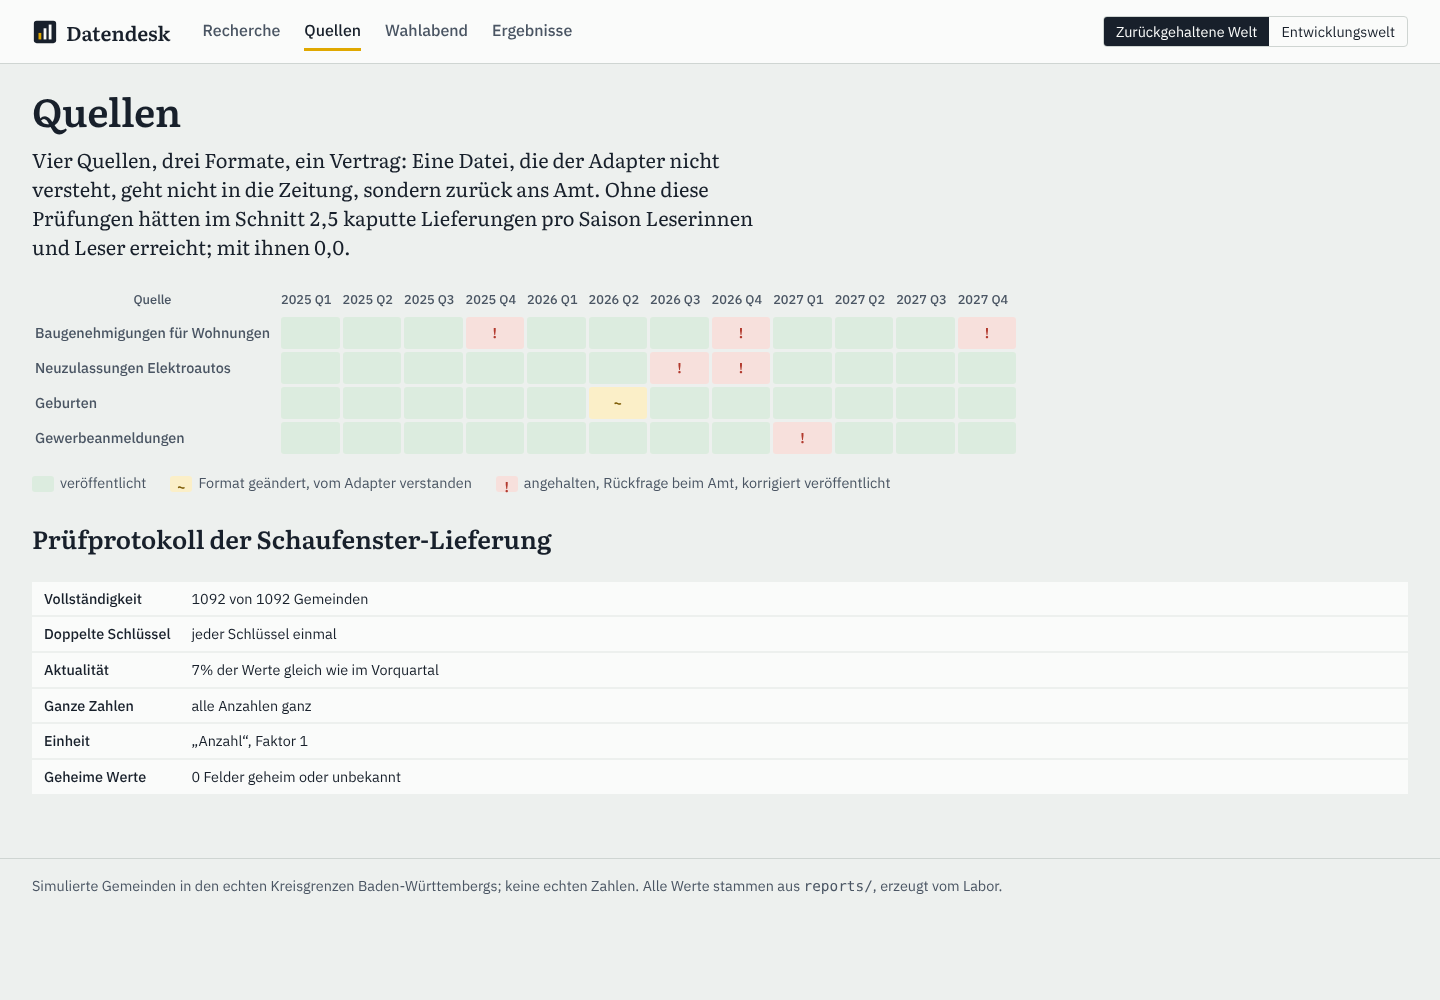 Datendesk Recherche Quellen Wahlabend Ergebnisse Zurückgehaltene Welt Entwicklungswelt
Quellen
Vier Quellen, drei Formate, ein Vertrag: Eine Datei, die der Adapter nicht
versteht, geht nicht in die Zeitung, sondern zurück ans Amt. Ohne diese
Prüfungen hätten im Schnitt 2,5 kaputte Lieferungen pro Saison Leserinnen
und Leser erreicht; mit ihnen 0,0.
Quelle 2025 Q1 2025 Q2 2025 Q3 2025 Q4 2026 Q1 2026 Q2 2026 Q3 2026 Q4 2027 Q1 2027 Q2 2027 Q3 2027 Q4
Baugenehmigungen für Wohnungen ! ! !
Neuzulassungen Elektroautos ! !
Geburten ~
Gewerbeanmeldungen !
veröffentlicht ~ Format geändert, vom Adapter verstanden ! angehalten, Rückfrage beim Amt, korrigiert veröffentlicht
Prüfprotokoll der Schaufenster-Lieferung
Vollständigkeit 1092 von 1092 Gemeinden
Doppelte Schlüssel jeder Schlüssel einmal
Aktualität 7% der Werte gleich wie im Vorquartal
Ganze Zahlen alle Anzahlen ganz
Einheit „Anzahl“, Faktor 1
Geheime Werte 0 Felder geheim oder unbekannt
Simulierte Gemeinden in den echten Kreisgrenzen Baden-Württembergs; keine echten Zahlen. Alle Werte stammen aus reports/, erzeugt vom Labor.